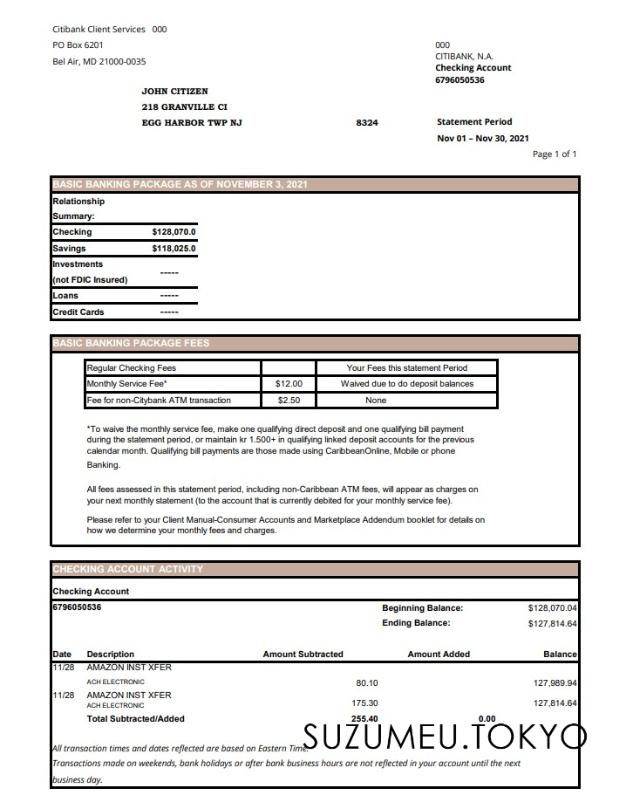 Citibank Client Services 000
PO Box 6201
Bel Air, MD 21000-0035
000
CITIBANK, N.A.
Checking Account
6796050536
JOHN CITIZEN
218 GRANVILLE CI
EGG HARBOR TWP NJ 8324
Statement Period
Nov 01 – Nov 30, 2021
Page 1 of 1
BASIC BANKING PACKAGE AS OF NOVEMBER 3, 2021
Relationship
Summary:
Checking $128,070.0
Savings $118,025.0
Investments
(not FDIC Insured) -----
Loans -----
Credit Cards -----
BASIC BANKING PACKAGE FEES
Regular Checking Fees Your Fees this statement Period
Monthly Service Fee* $12.00 Waived due to do deposit balances
Fee for non-Citybank ATM transaction $2.50 None
*To waive the monthly service fee, make one qualifying direct deposit and one qualifying bill payment
during the statement period, or maintain kr 1.500+ in qualifying linked deposit accounts for the previous
calendar month. Qualifying bill payments are those made using CaribbeanOnline, Mobile or phone
Banking.
All fees assessed in this statement period, including non-Caribbean ATM fees, will appear as charges on
your next monthly statement (to the account that is currently debited for your monthly service fee).
Please refer to your Client Manual-Consumer Accounts and Marketplace Addendum booklet for details on
how we determine your monthly fees and charges.
CHECKING ACCOUNT ACTIVITY
Checking Account
6796050536 Beginning Balance: $128,070.04
Ending Balance: $127,814.64
Date Description Amount Subtracted Amount Added Balance
11/28 AMAZON INST XFER
ACH ELECTRONIC 80.10 127,989.94
11/28 AMAZON INST XFER
ACH ELECTRONIC 175.30 127,814.64
Total Subtracted/Added 255.40 0.00
SUZUMEU.TOKYO
All transaction times and dates reflected are based on Eastern Time.
Transactions made on weekends, bank holidays or after bank business hours are not reflected in your account until the next
business day.